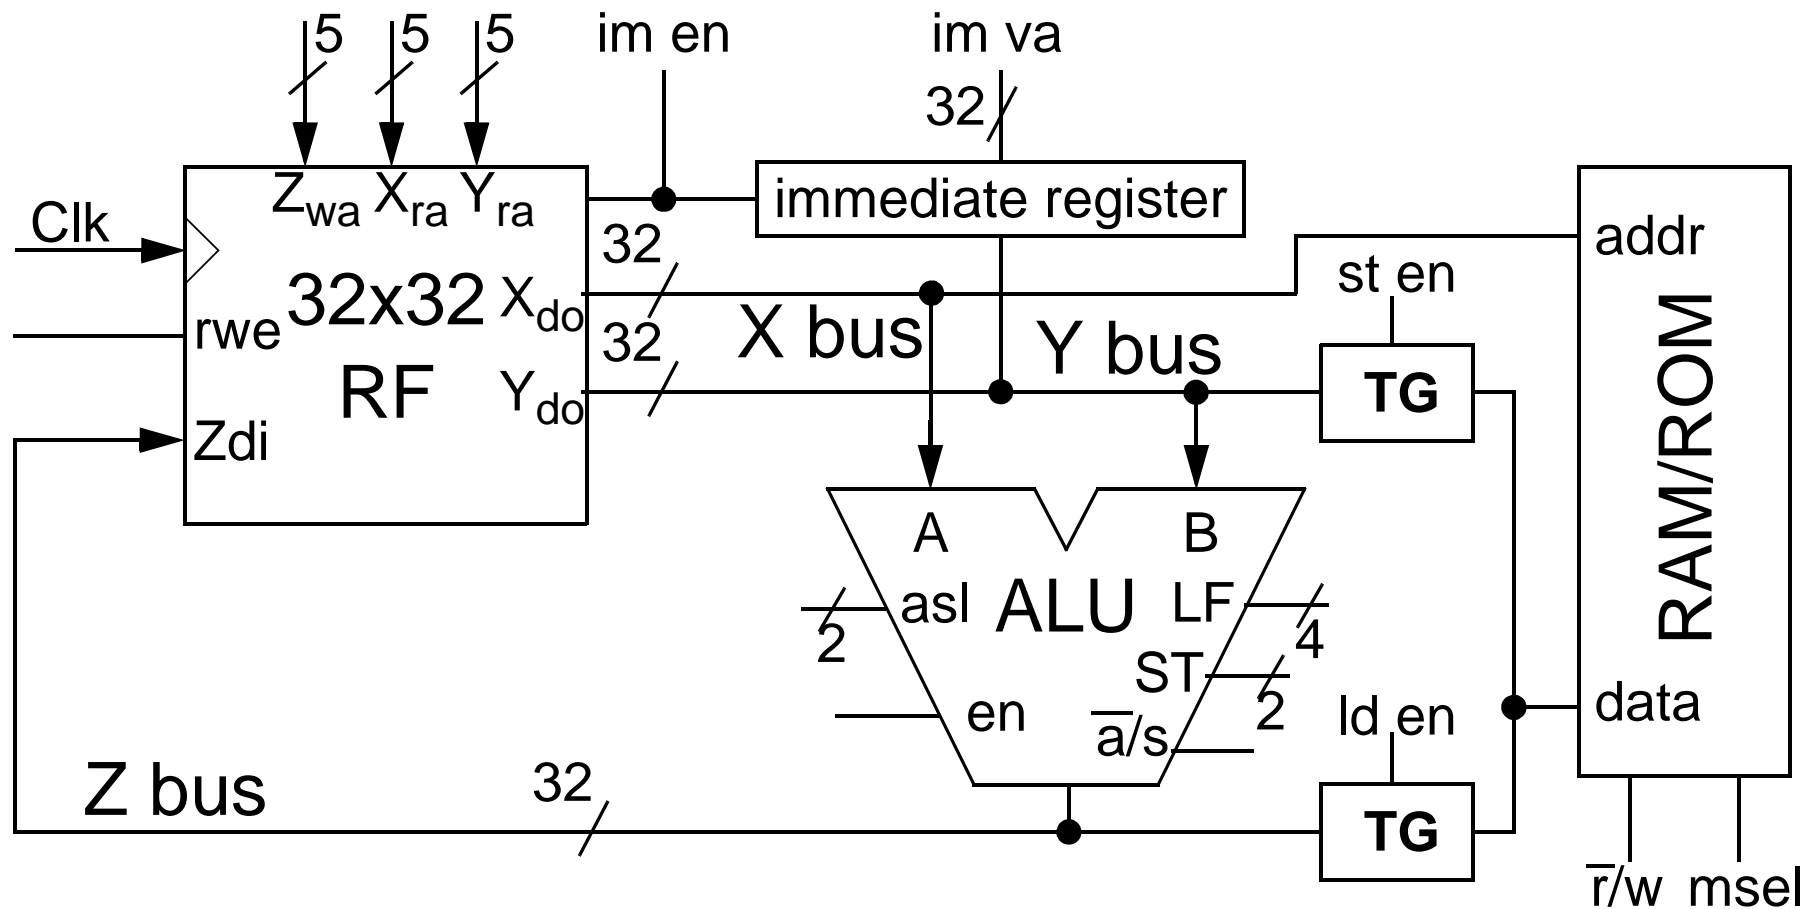 5 5 5 im en im va
32
Clk Zwa Xra Yra immediate register
32 addr
32x32 Xdo st en
rwe 32 X bus Y bus
RF Ydo TG
Zdi RAM/ROM
A B
asl ALU LF
2 4
ST
en 2 data
a̅/s ld en
Z bus 32
TG
r̅/w msel